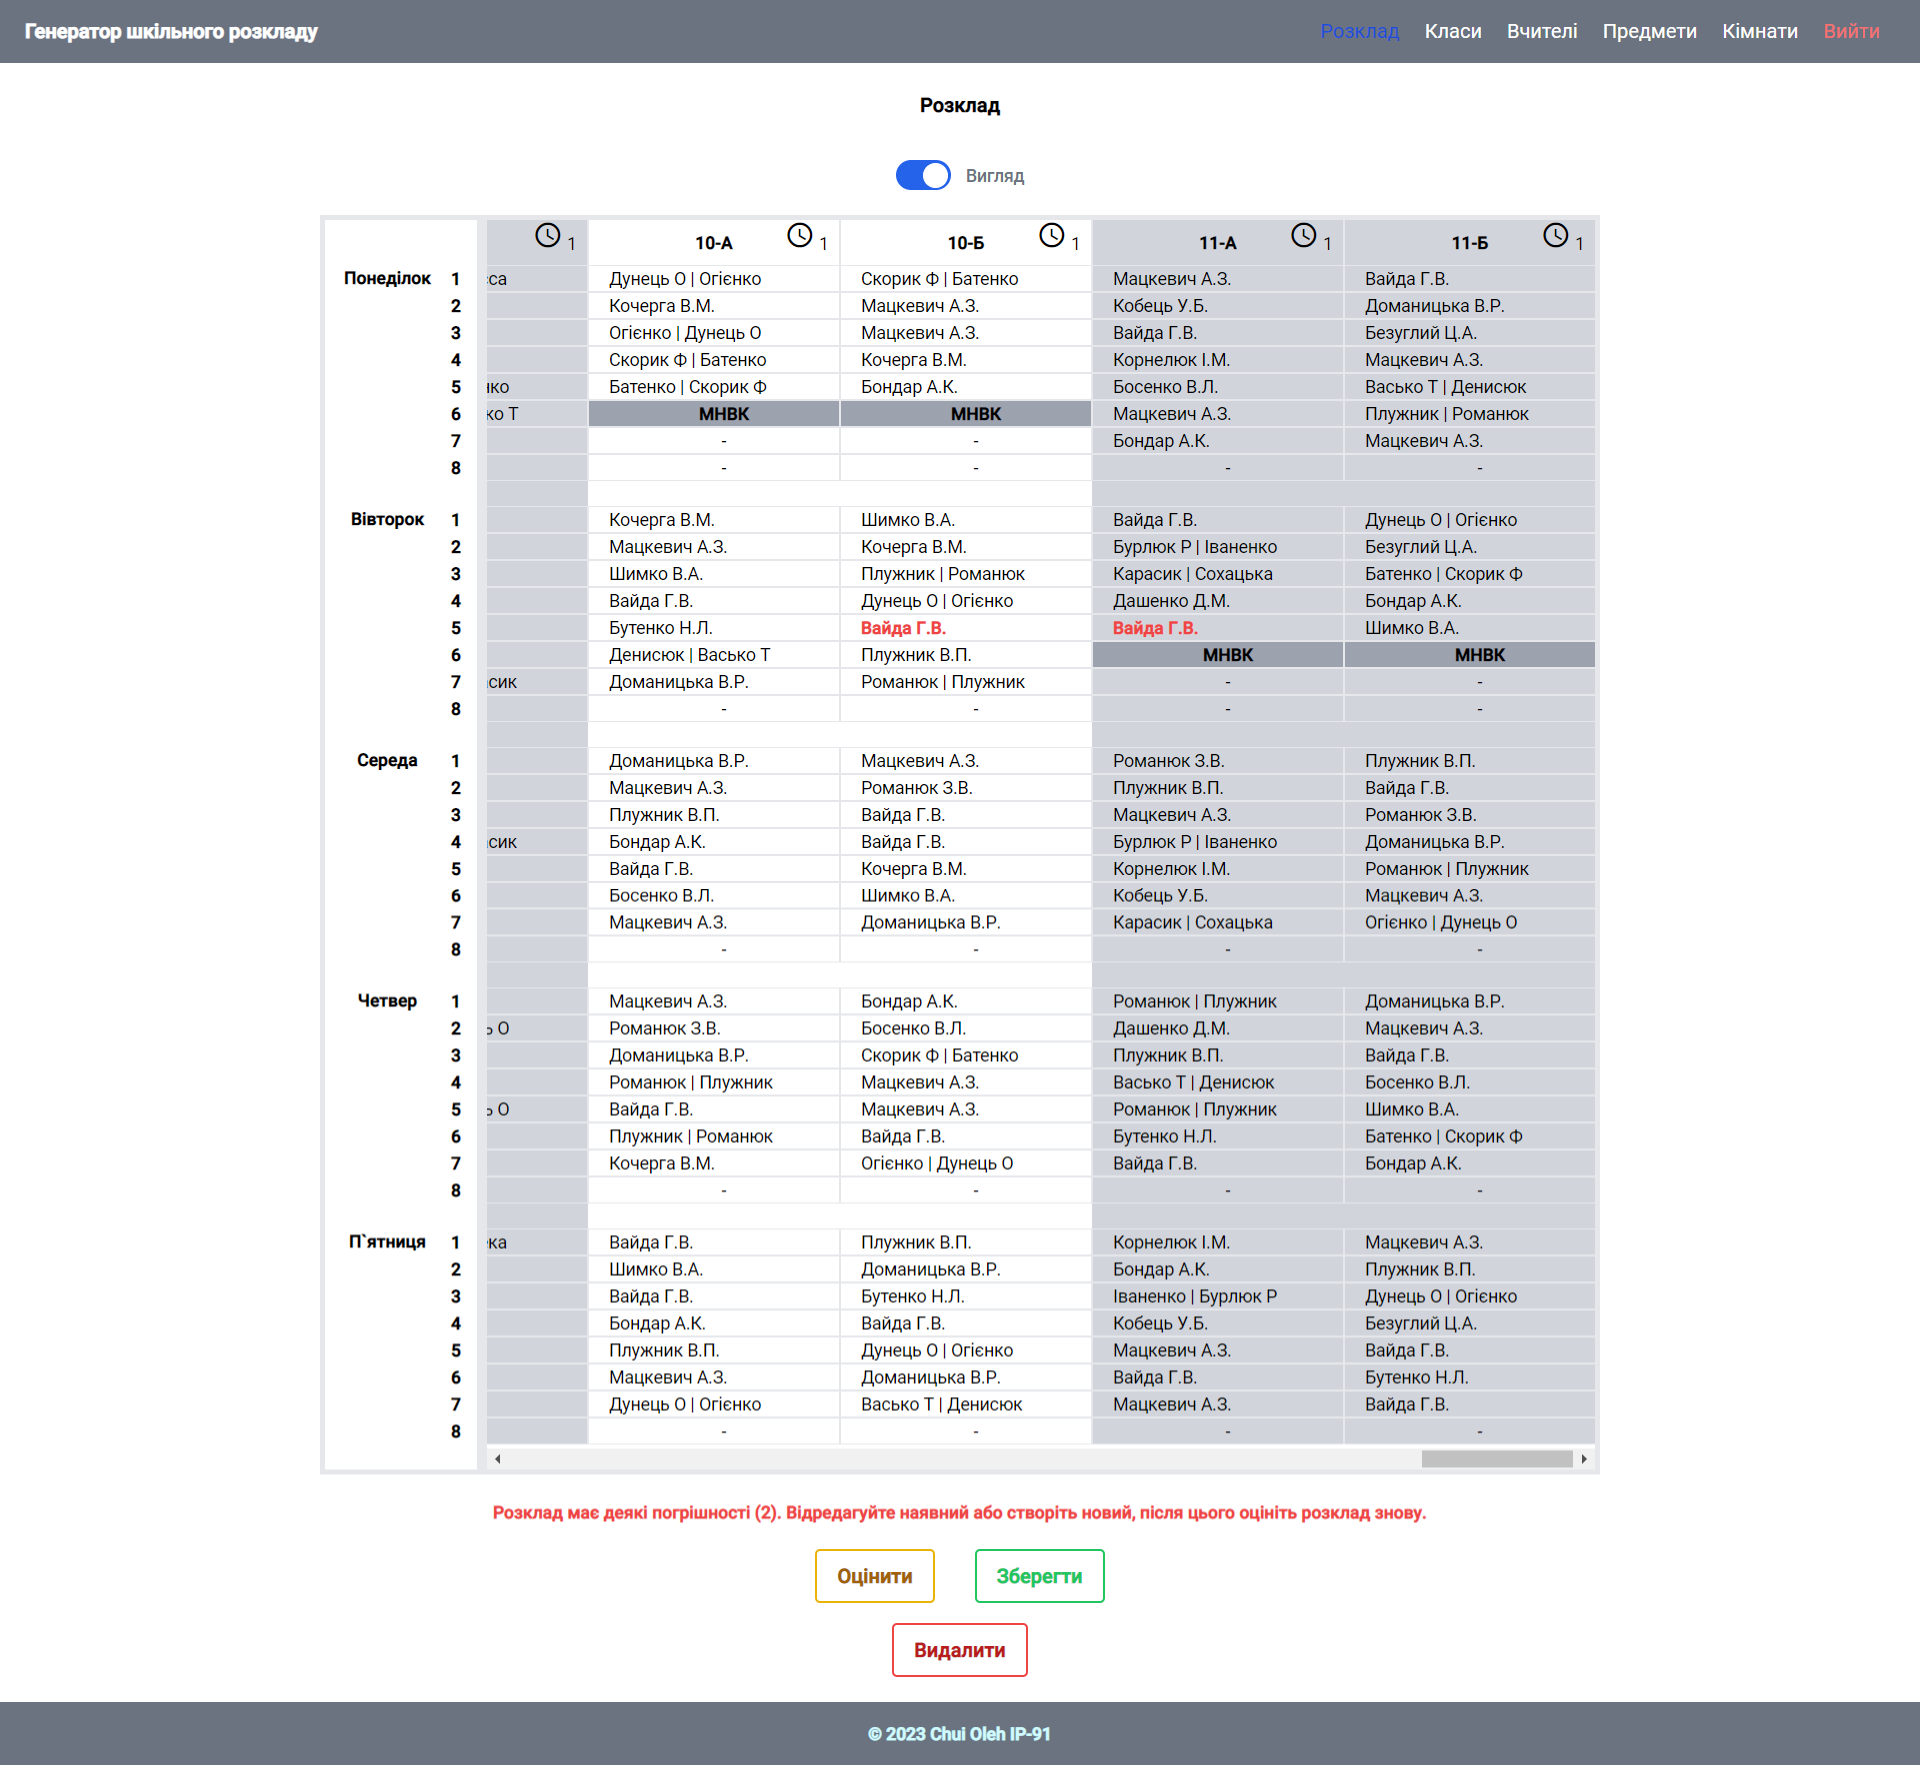 Генератор шкільного розкладу Розклад Класи Вчителі Предмети Кімнати Вийти
Розклад
Вигляд
1 10-А 1 10-Б 1 11-А 1 11-Б 1
Понеділок 1 Дунець О | Огієнко Скорик Ф | Батенко Мацкевич А.З. Вайда Г.В.
2 Кочерга В.М. Мацкевич А.З. Кобець У.Б. Доманицька В.Р.
3 Огієнко | Дунець О Мацкевич А.З. Вайда Г.В. Безуглий Ц.А.
4 Скорик Ф | Батенко Кочерга В.М. Корнелюк І.М. Мацкевич А.З.
5 Батенко | Скорик Ф Бондар А.К. Босенко В.Л. Васько Т | Денисюк
6 ко Т МНВК МНВК Мацкевич А.З. Плужник | Романюк
7 - - Бондар А.К. Мацкевич А.З.
8 - - - -
Вівторок 1 Кочерга В.М. Шимко В.А. Вайда Г.В. Дунець О | Огієнко
2 Мацкевич А.З. Кочерга В.М. Бурлюк Р | Іваненко Безуглий Ц.А.
3 Шимко В.А. Плужник | Романюк Карасик | Сохацька Батенко | Скорик Ф
4 Вайда Г.В. Дунець О | Огієнко Дашенко Д.М. Бондар А.К.
5 Бутенко Н.Л. Вайда Г.В. Вайда Г.В. Шимко В.А.
6 Денисюк | Васько Т Плужник В.П. МНВК МНВК
7 сик Доманицька В.Р. Романюк | Плужник - -
8 - - - -
Середа 1 Доманицька В.Р. Мацкевич А.З. Романюк З.В. Плужник В.П.
2 Мацкевич А.З. Романюк З.В. Плужник В.П. Вайда Г.В.
3 Плужник В.П. Вайда Г.В. Мацкевич А.З. Романюк З.В.
4 сик Бондар А.К. Вайда Г.В. Бурлюк Р | Іваненко Доманицька В.Р.
5 Вайда Г.В. Кочерга В.М. Корнелюк І.М. Романюк | Плужник
6 Босенко В.Л. Шимко В.А. Кобець У.Б. Мацкевич А.З.
7 Мацкевич А.З. Доманицька В.Р. Карасик | Сохацька Огієнко | Дунець О
8 - - - -
Четвер 1 Мацкевич А.З. Бондар А.К. Романюк | Плужник Доманицька В.Р.
2 ь О Романюк З.В. Босенко В.Л. Дашенко Д.М. Мацкевич А.З.
3 Доманицька В.Р. Скорик Ф | Батенко Плужник В.П. Вайда Г.В.
4 Романюк | Плужник Мацкевич А.З. Васько Т | Денисюк Босенко В.Л.
5 ь О Вайда Г.В. Мацкевич А.З. Романюк | Плужник Шимко В.А.
6 Плужник | Романюк Вайда Г.В. Бутенко Н.Л. Батенко | Скорик Ф
7 Кочерга В.М. Огієнко | Дунець О Вайда Г.В. Бондар А.К.
8 - - - -
П`ятниця 1 ка Вайда Г.В. Плужник В.П. Корнелюк І.М. Мацкевич А.З.
2 Шимко В.А. Доманицька В.Р. Бондар А.К. Плужник В.П.
3 Вайда Г.В. Бутенко Н.Л. Іваненко | Бурлюк Р Дунець О | Огієнко
4 Бондар А.К. Вайда Г.В. Кобець У.Б. Безуглий Ц.А.
5 Плужник В.П. Дунець О | Огієнко Мацкевич А.З. Вайда Г.В.
6 Мацкевич А.З. Доманицька В.Р. Вайда Г.В. Бутенко Н.Л.
7 Дунець О | Огієнко Васько Т | Денисюк Мацкевич А.З. Вайда Г.В.
8 - - - -
Розклад має деякі погрішності (2). Відредагуйте наявний або створіть новий, після цього оцініть розклад знову.
Оцінити Зберегти
Видалити
© 2023 Chui Oleh IP-91